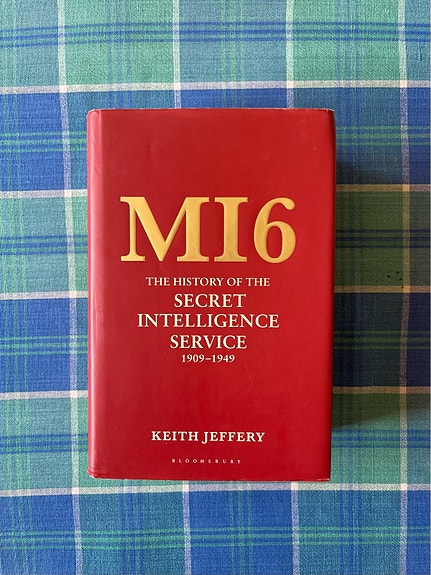 MI6
THE HISTORY OF THE
SECRET
INTELLIGENCE
SERVICE
1909–1949
KEITH JEFFERY
BLOOMSBURY